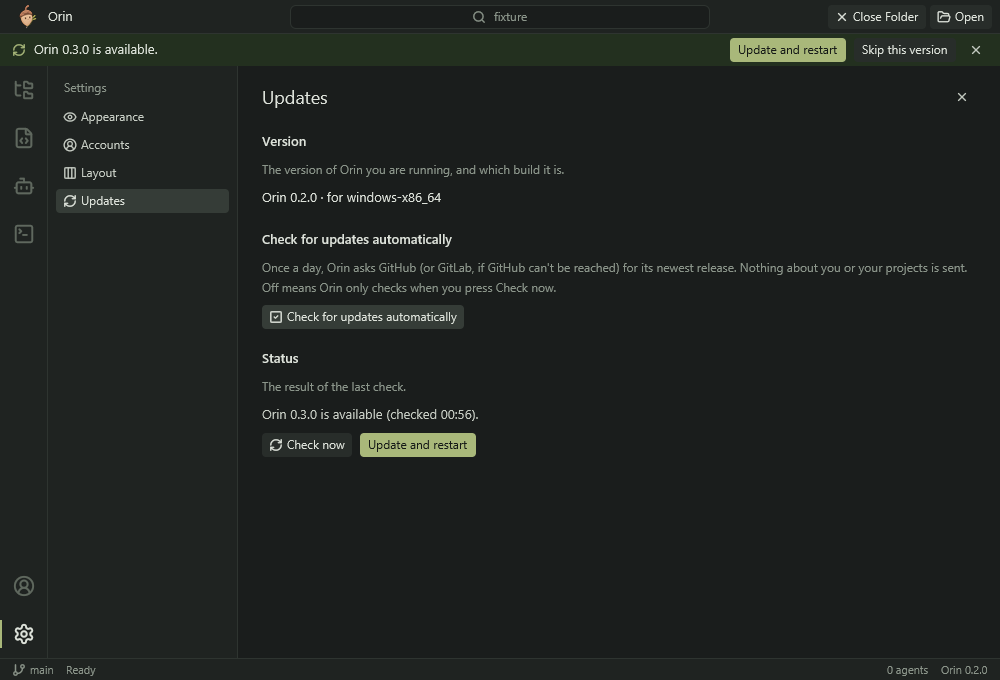 Orin
fixture
Close Folder
Open
Orin 0.3.0 is available.
Update and restart
Skip this version
Settings
Appearance
Accounts
Layout
Updates
Updates
Version
The version of Orin you are running, and which build it is.
Orin 0.2.0 · for windows-x86_64
Check for updates automatically
Once a day, Orin asks GitHub (or GitLab, if GitHub can't be reached) for its newest release. Nothing about you or your projects is sent.
Off means Orin only checks when you press Check now.
Check for updates automatically
Status
The result of the last check.
Orin 0.3.0 is available (checked 00:56).
Check now
Update and restart
main
Ready
0 agents
Orin 0.2.0